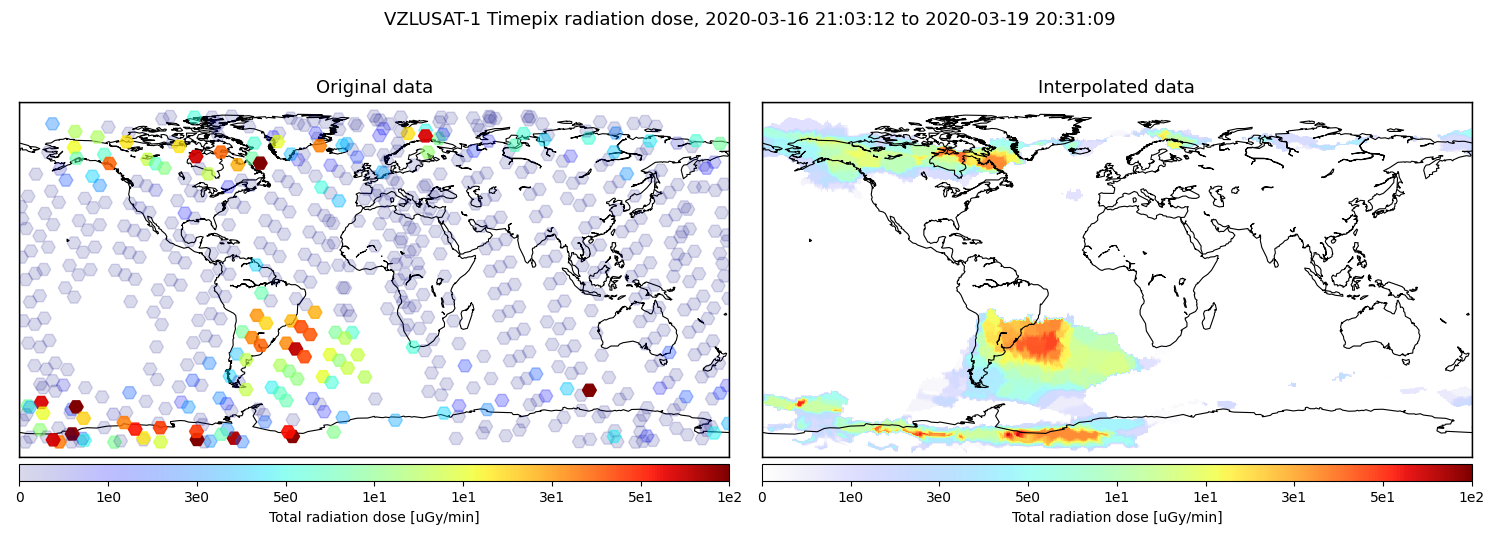 VZLUSAT-1 Timepix radiation dose, 2020-03-16 21:03:12 to 2020-03-19 20:31:09
Original data
0 1e0 3e0 5e0 1e1 1e1 3e1 5e1 1e2
Total radiation dose [uGy/min]
Interpolated data
0 1e0 3e0 5e0 1e1 1e1 3e1 5e1 1e2
Total radiation dose [uGy/min]